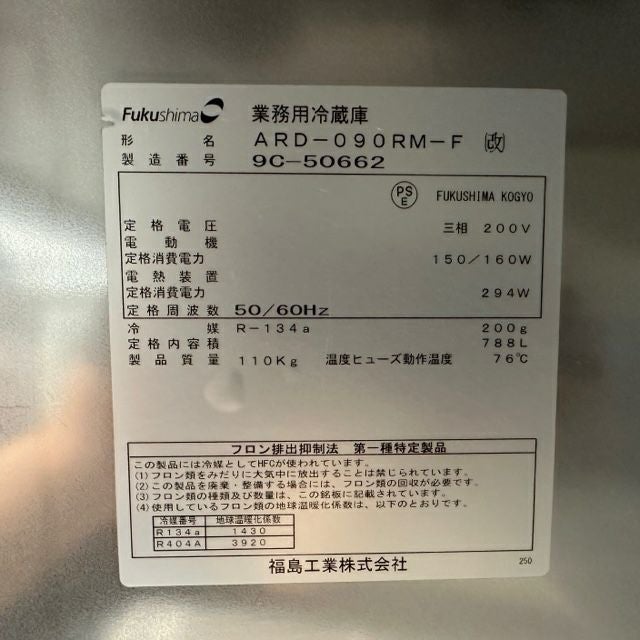 Fukushima 業務用冷蔵庫
形名 ARD-090RM-F (改)
製造番号 9C-50662
PSE FUKUSHIMA KOGYO
定格電圧 三相 200V
電動機
定格消費電力 150/160W
電熱装置
定格消費電力 294W
定格周波数 50/60Hz
冷媒 R-134a 200g
定格内容積 788L
製品質量 110Kg 温度ヒューズ動作温度 76℃
フロン排出抑制法 第一種特定製品
この製品には冷媒としてHFCが使われています。
(1)フロン類をみだりに大気中に放出することは禁じられています。
(2)この製品を廃棄・整備する場合には、フロン類の回収が必要です。
(3)フロン類の種類及び数量は、この銘板に記載されています。
(4)使用しているフロン類の地球温暖化係数は、以下のとおりです。
冷媒番号 地球温暖化係数
R134a 1430
R404A 3920
福島工業株式会社
250